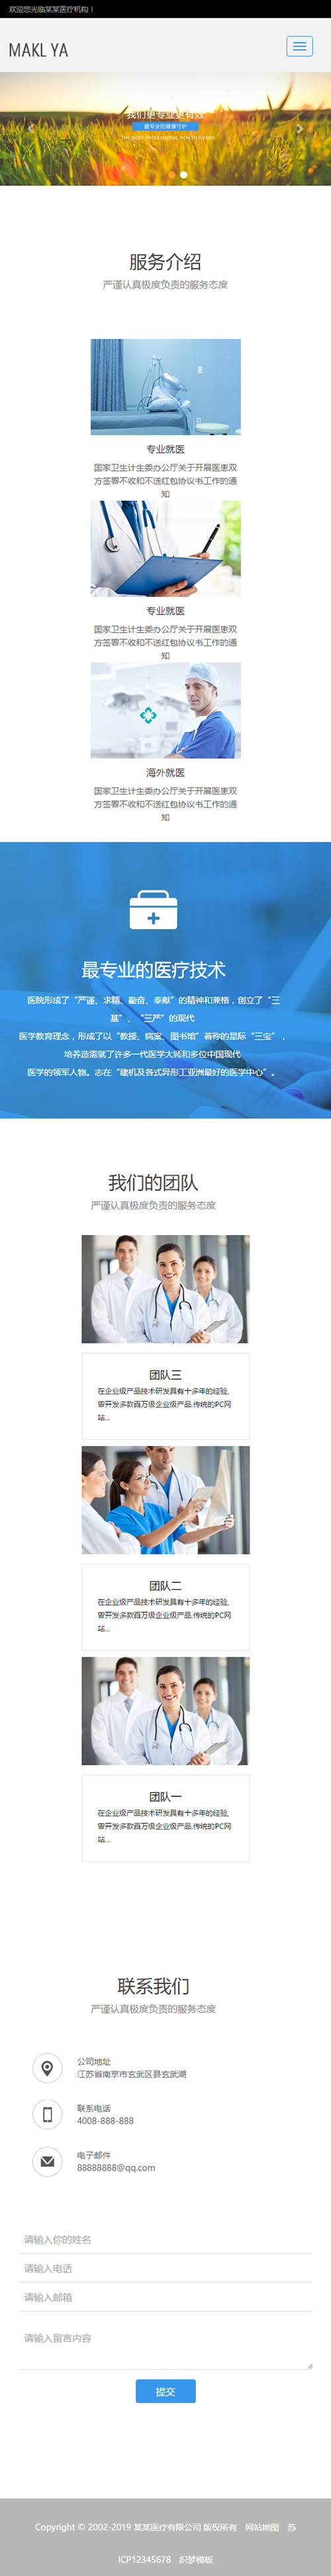 欢迎您光临某某医疗机构！
MAKL YA
我们更专业更有效
最专业的健康守护
THE MOST PROFESSIONAL HEALTH GUARD
服务介绍
严谨认真极度负责的服务态度
专业就医
国家卫生计生委办公厅关于开展医患双
方签署不收和不送红包协议书工作的通
知
专业就医
国家卫生计生委办公厅关于开展医患双
方签署不收和不送红包协议书工作的通
知
海外就医
国家卫生计生委办公厅关于开展医患双
方签署不收和不送红包协议书工作的通
知
最专业的医疗技术
医院形成了“严谨、求精、勤奋、奉献”的精神和兼格，创立了“三
基”、“三严”的现代
医学教育理念，形成了以“教授、病案、图书馆”著称的显际“三宝”，
培养造需就了许多一代医学大师和多位中国现代
医学的领军人物。志在“建机及各式异形工亚洲最好的医学中心”。
我们的团队
严谨认真极度负责的服务态度
团队三
在企业级产品技术研发具有十多年的经验,
曾开发多款百万级企业级产品.传统的PC网
站...
团队二
在企业级产品技术研发具有十多年的经验,
曾开发多款百万级企业级产品.传统的PC网
站...
团队一
在企业级产品技术研发具有十多年的经验,
曾开发多款百万级企业级产品.传统的PC网
站...
联系我们
严谨认真极度负责的服务态度
公司地址
江苏省南京市玄武区县玄武湖
联系电话
4008-888-888
电子邮件
88888888@qq.com
请输入你的姓名
请输入电话
请输入邮箱
请输入留言内容
提交
Copyright © 2002-2019 某某医疗有限公司 版权所有 网站地图 苏
ICP12345678 织梦模板